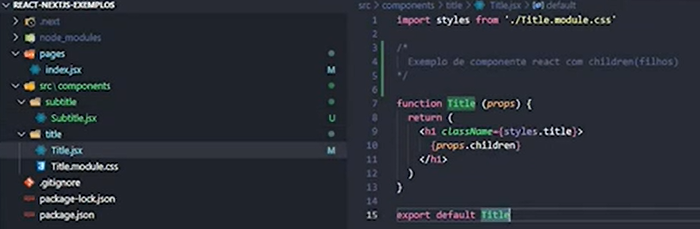 REACT-NEXTJS-EXEMPLOS
.next
node_modules
pages
index.jsx M
src\components
subtitle
Subtitle.jsx U
title
Title.jsx M
Title.module.css
.gitignore
package-lock.json
package.json
src > components > title > Title.jsx > default
1 import styles from './Title.module.css'
2
3 /*
4 Exemplo de componente react com children(filhos)
5 */
6
7 function Title (props) {
8 return (
9 <h1 className={styles.title}>
10 {props.children}
11 </h1>
12 )
13 }
14
15 export default Title